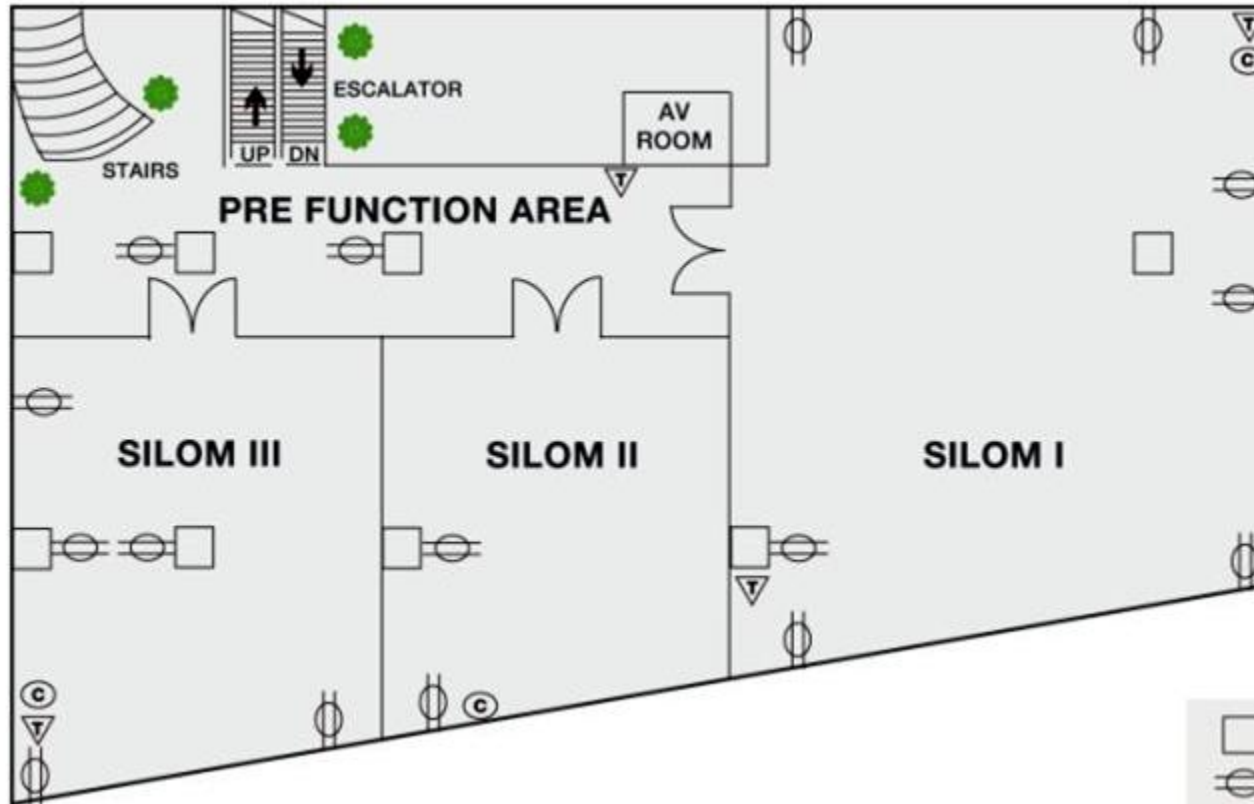 T
C
ESCALATOR
AV
ROOM
UP DN
STAIRS
T
PRE FUNCTION AREA
SILOM III
SILOM II
SILOM I
T
C
T
C